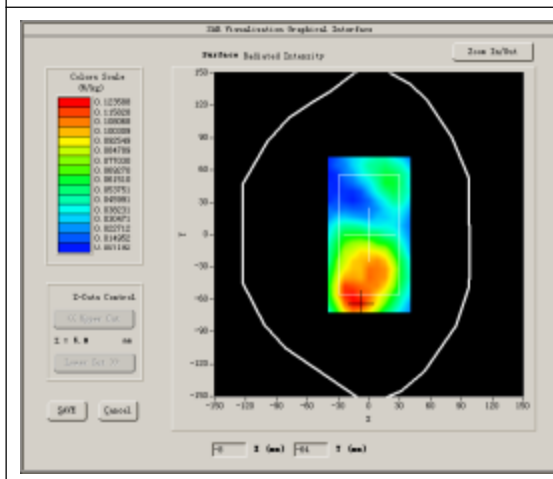 SAR Visualisation Graphical Interface
Surface Radiated Intensity
Zoom In/Out
Colors Scale
(W/kg)
0.123588
0.115828
0.108068
0.100309
0.092549
0.084789
0.077030
0.069270
0.061510
0.053751
0.045991
0.038231
0.030471
0.022712
0.014952
0.007192
150
120
90
60
30
0
-30
-60
-90
-120
-150
Y
-150 -120 -90 -60 -30 0 30 60 90 120 150
X
Z-Data Control
<< Upper Cut
Z = 5.0 mm
Lower Cut >>
SAVE Cancel
-8 X (mm) -64 Y (mm)